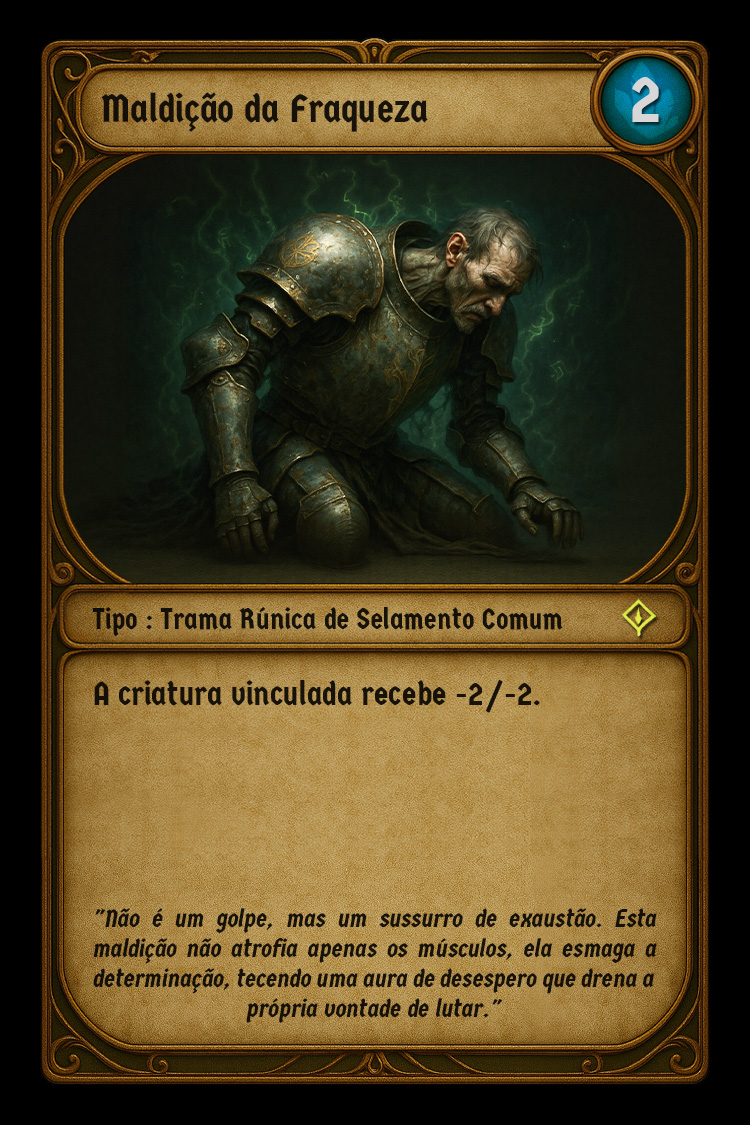 Maldição da Fraqueza
2
Tipo : Trama Rúnica de Selamento Comum
A criatura vinculada recebe -2/-2.
"Não é um golpe, mas um sussurro de exaustão. Esta
maldição não atrofia apenas os músculos, ela esmaga a
determinação, tecendo uma aura de desespero que drena a
própria vontade de lutar."